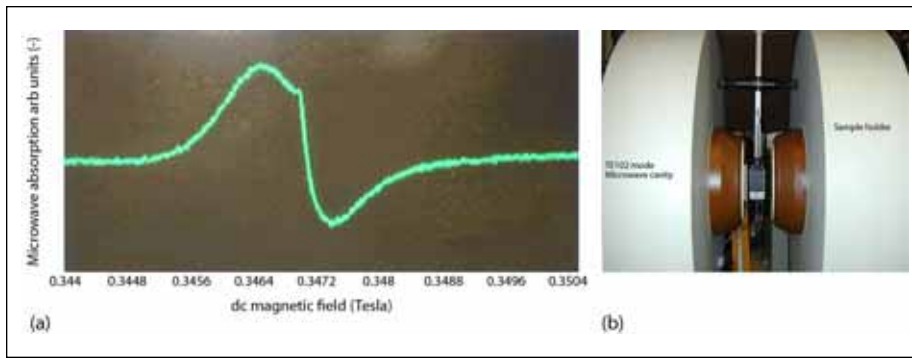 Microwave absorption arb units (-)
0.344 0.3448 0.3456 0.3464 0.3472 0.348 0.3488 0.3496 0.3504
dc magnetic field (Tesla)
(a)
TE102 mode
Microwave cavity
Sample holder
(b)